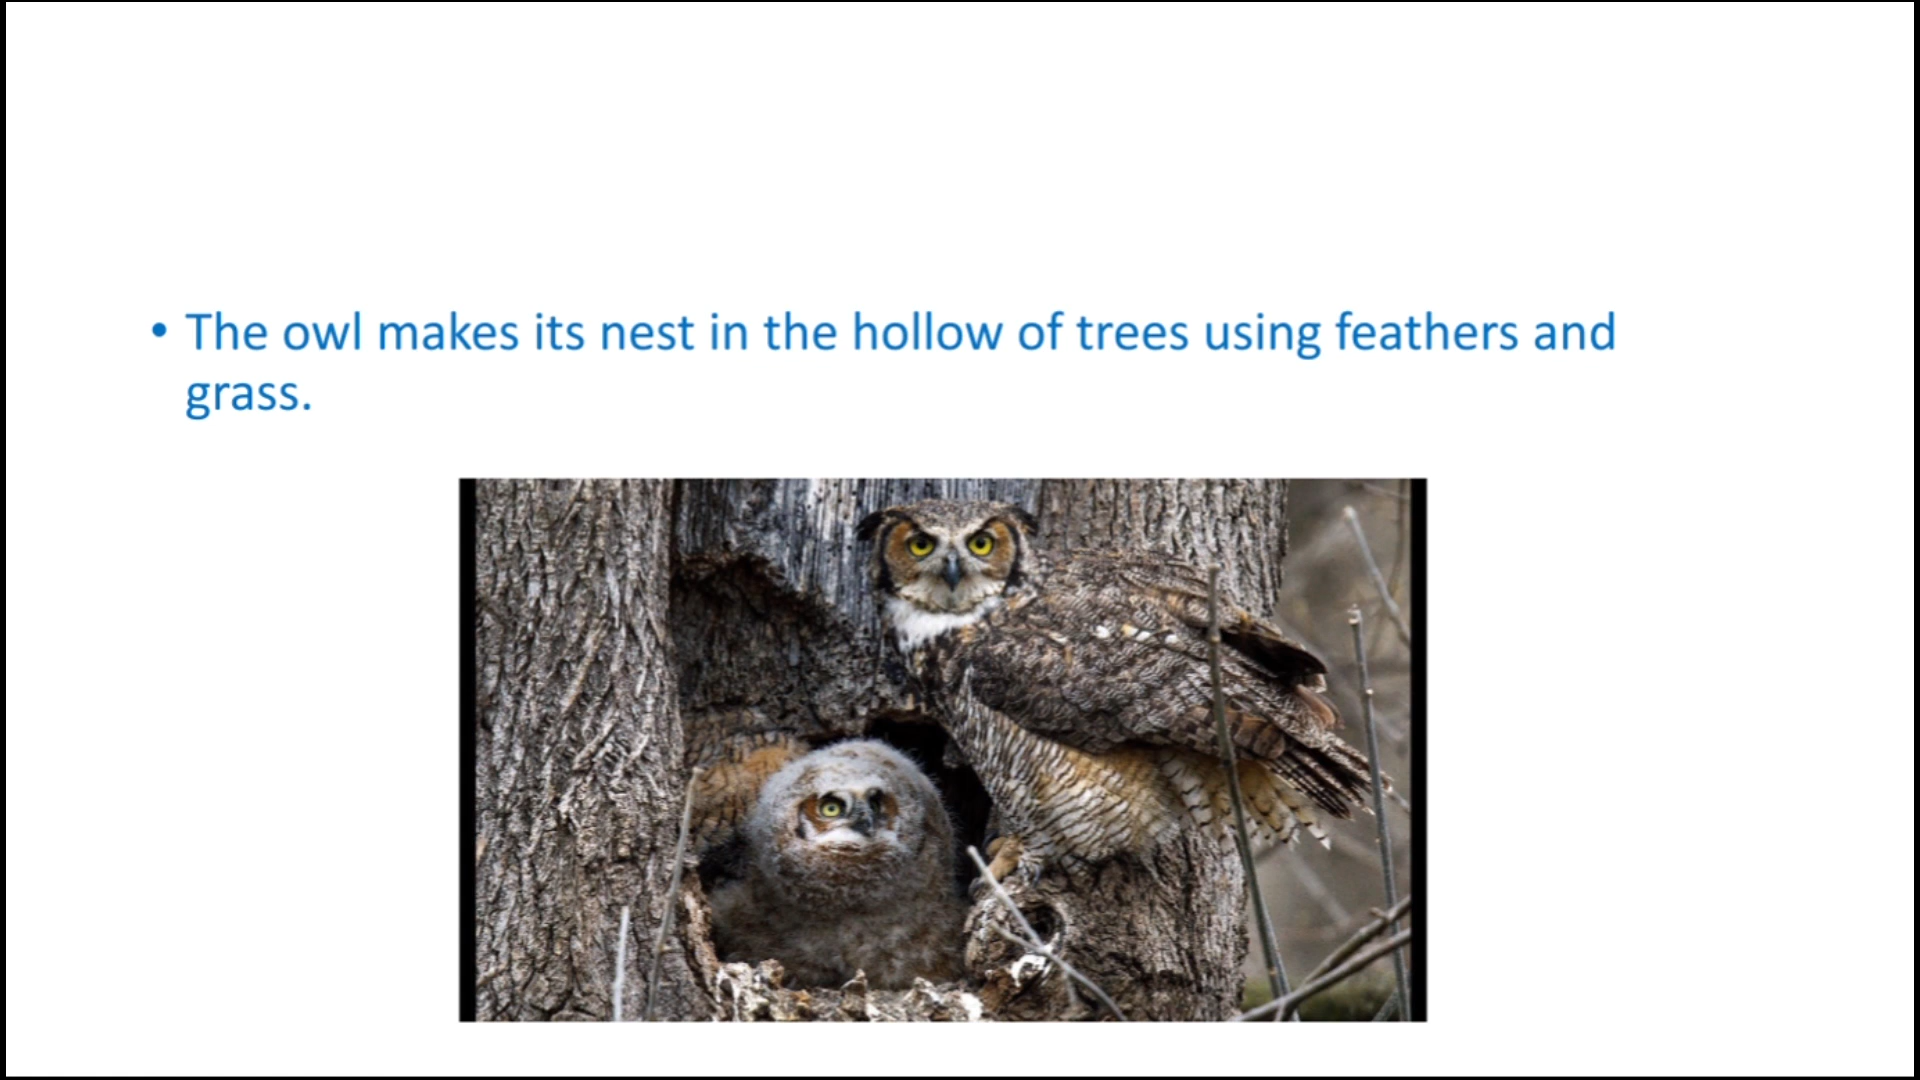 • The owl makes its nest in the hollow of trees using feathers and
grass.